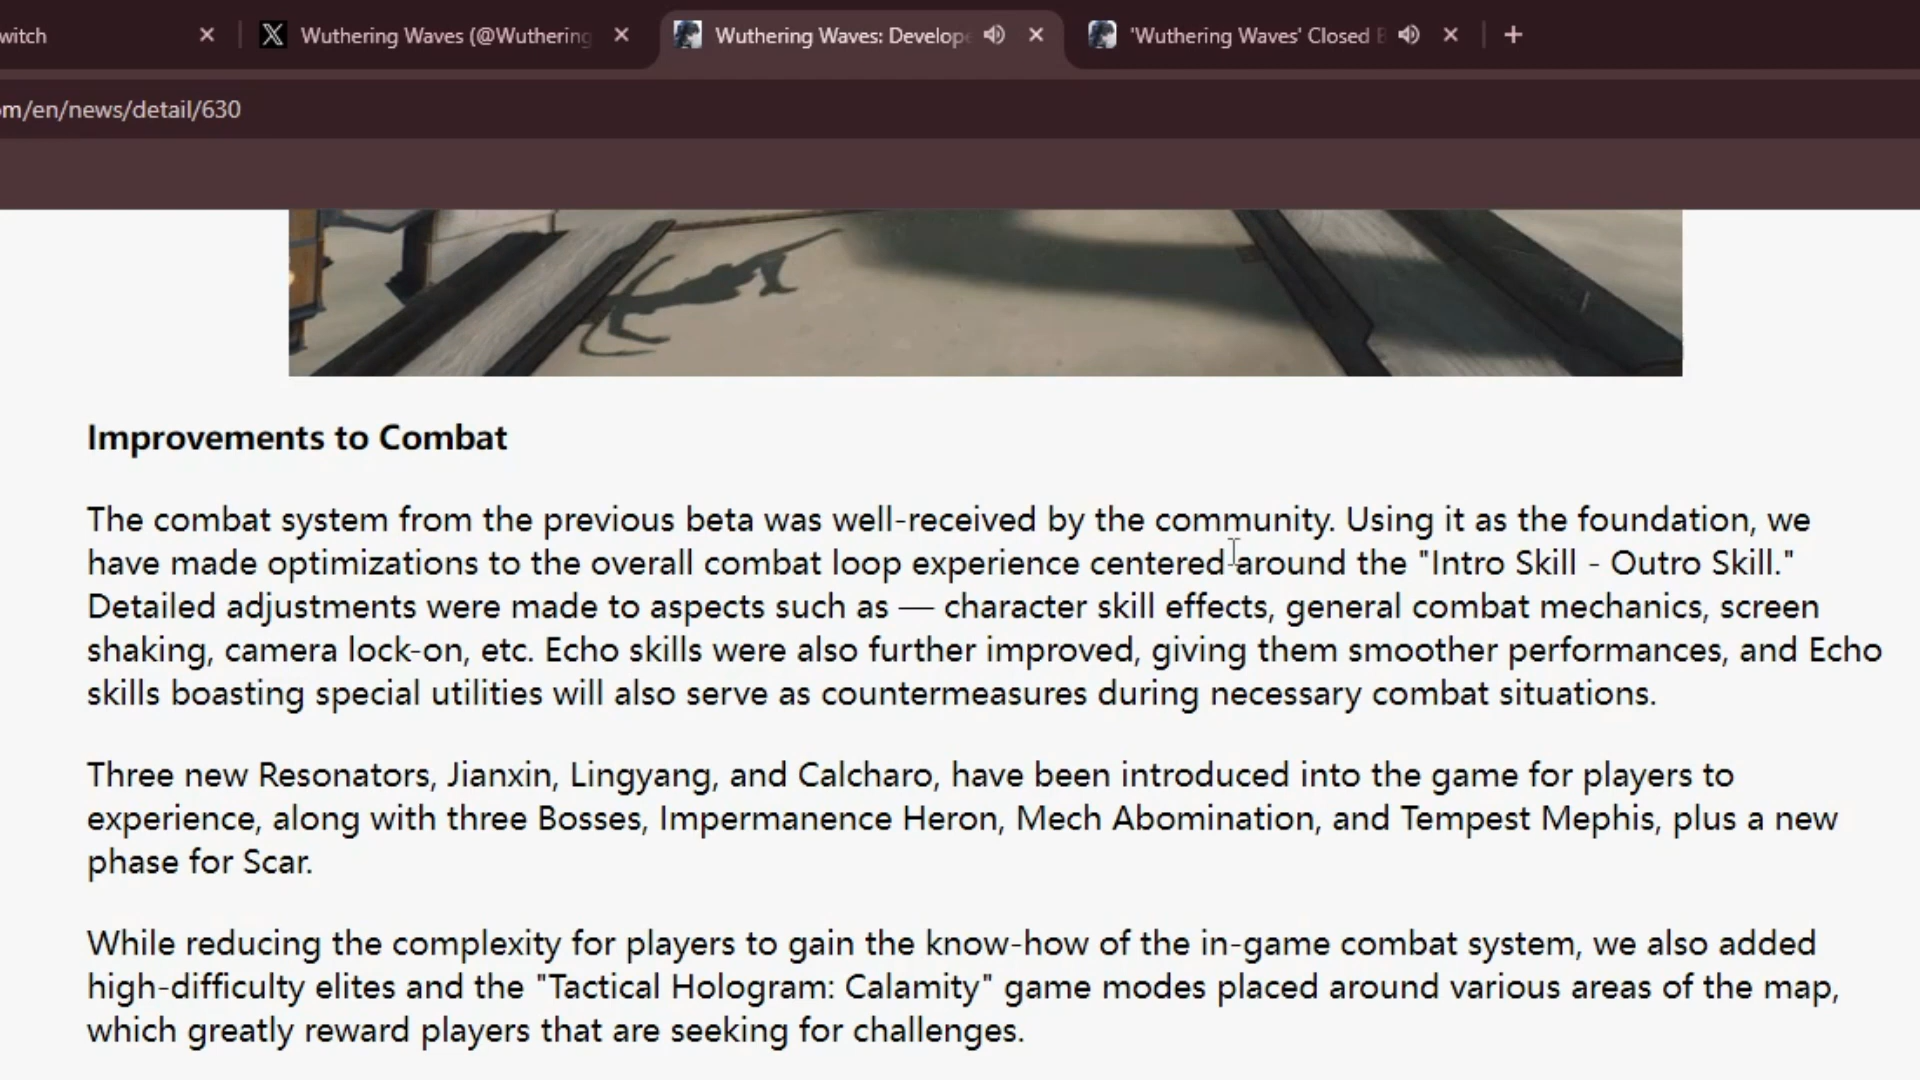 witch
Wuthering Waves (@Wuthering
Wuthering Waves: Develope
'Wuthering Waves' Closed B
om/en/news/detail/630
Improvements to Combat
The combat system from the previous beta was well-received by the community. Using it as the foundation, we
have made optimizations to the overall combat loop experience centered around the "Intro Skill - Outro Skill."
Detailed adjustments were made to aspects such as — character skill effects, general combat mechanics, screen
shaking, camera lock-on, etc. Echo skills were also further improved, giving them smoother performances, and Echo
skills boasting special utilities will also serve as countermeasures during necessary combat situations.
Three new Resonators, Jianxin, Lingyang, and Calcharo, have been introduced into the game for players to
experience, along with three Bosses, Impermanence Heron, Mech Abomination, and Tempest Mephis, plus a new
phase for Scar.
While reducing the complexity for players to gain the know-how of the in-game combat system, we also added
high-difficulty elites and the "Tactical Hologram: Calamity" game modes placed around various areas of the map,
which greatly reward players that are seeking for challenges.